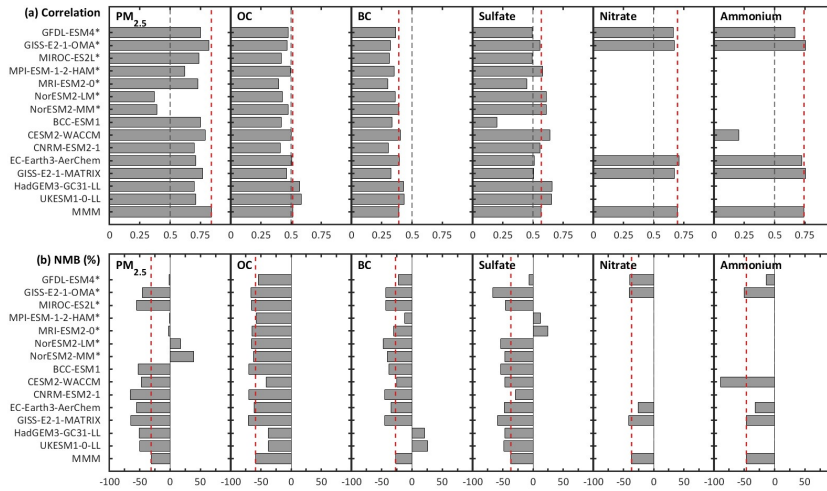 (a) Correlation PM2.5 OC BC Sulfate Nitrate Ammonium
GFDL-ESM4*
GISS-E2-1-OMA*
MIROC-ES2L*
MPI-ESM-1-2-HAM*
MRI-ESM2-0*
NorESM2-LM*
NorESM2-MM*
BCC-ESM1
CESM2-WACCM
CNRM-ESM2-1
EC-Earth3-AerChem
GISS-E2-1-MATRIX
HadGEM3-GC31-LL
UKESM1-0-LL
MMM
0 0.25 0.5 0.75 0 0.25 0.5 0.75 0 0.25 0.5 0.75 0 0.25 0.5 0.75 0 0.25 0.5 0.75 0 0.25 0.5 0.75
(b) NMB (%) PM2.5 OC BC Sulfate Nitrate Ammonium
GFDL-ESM4*
GISS-E2-1-OMA*
MIROC-ES2L*
MPI-ESM-1-2-HAM*
MRI-ESM2-0*
NorESM2-LM*
NorESM2-MM*
BCC-ESM1
CESM2-WACCM
CNRM-ESM2-1
EC-Earth3-AerChem
GISS-E2-1-MATRIX
HadGEM3-GC31-LL
UKESM1-0-LL
MMM
-100 -50 0 50 -100 -50 0 50 -100 -50 0 50 -100 -50 0 50 -100 -50 0 50 -100 -50 0 50